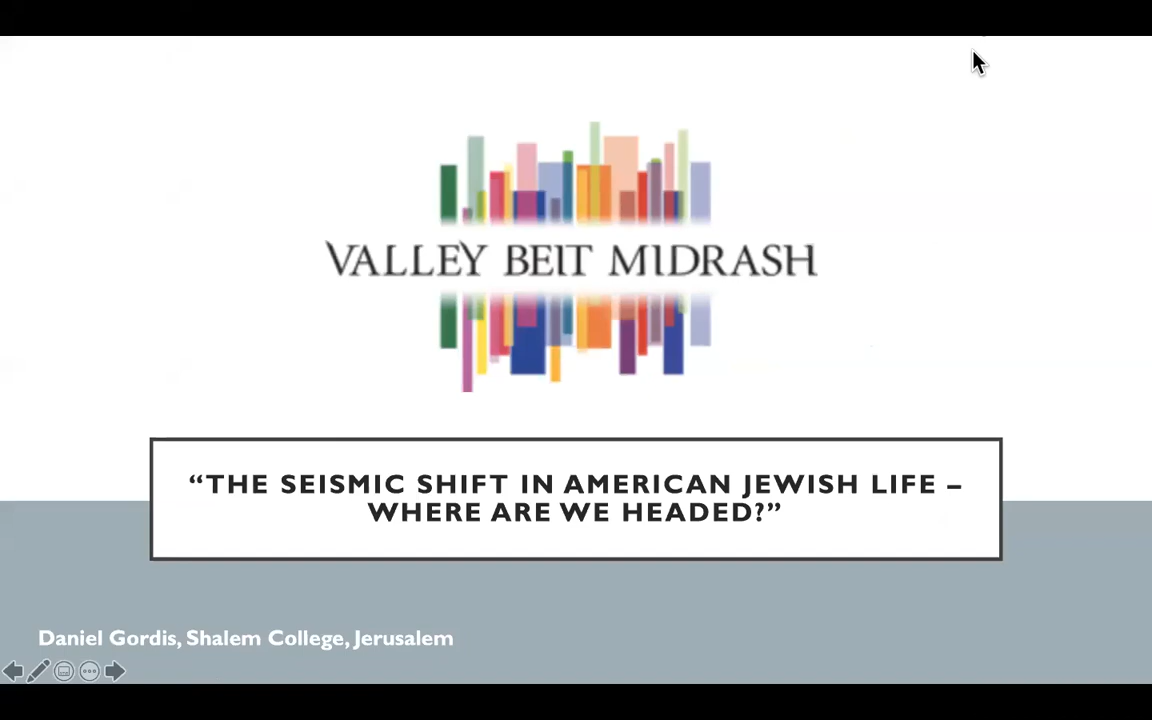 VALLEY BEIT MIDRASH
“THE SEISMIC SHIFT IN AMERICAN JEWISH LIFE –
WHERE ARE WE HEADED?”
Daniel Gordis, Shalem College, Jerusalem